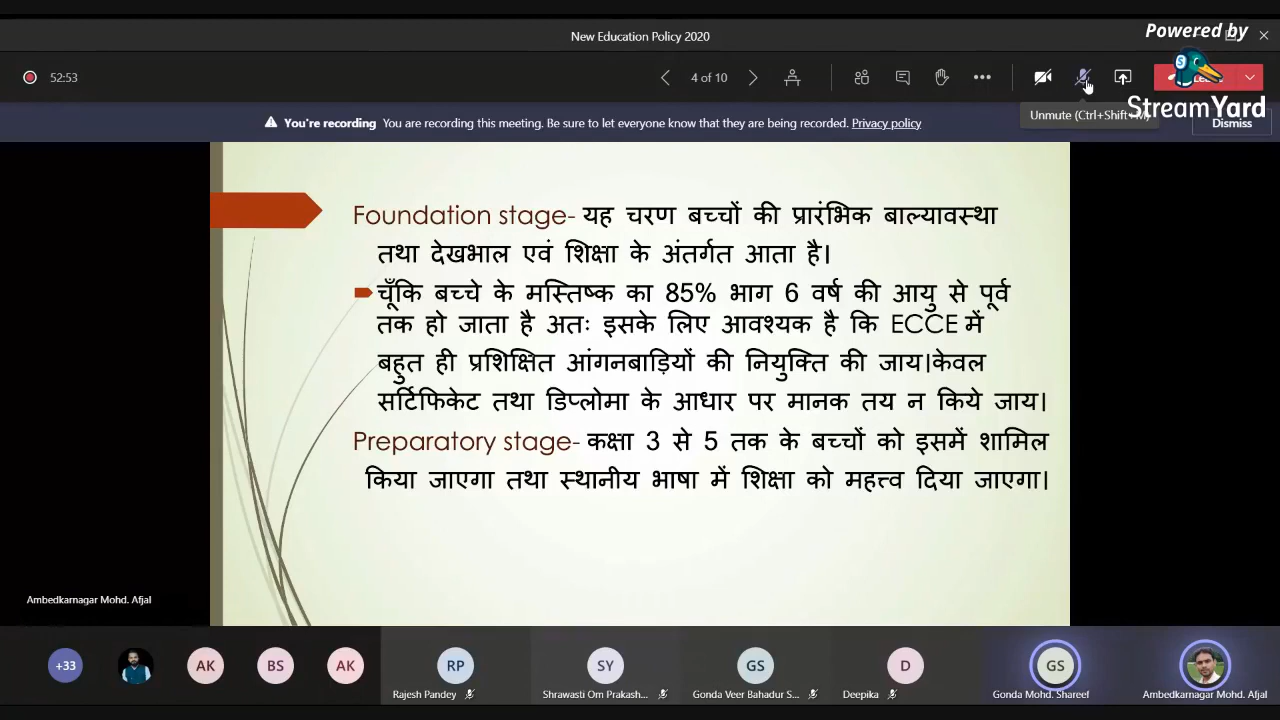 Powered by
New Education Policy 2020
52:53
4 of 10
StreamYard
Unmute (Ctrl+Shift+M)
You're recording You are recording this meeting. Be sure to let everyone know that they are being recorded. Privacy policy
Dismiss
Foundation stage- यह चरण बच्चों की प्रारंभिक बाल्यावस्था
तथा देखभाल एवं शिक्षा के अंतर्गत आता है।
चूँकि बच्चे के मस्तिष्क का 85% भाग 6 वर्ष की आयु से पूर्व
तक हो जाता है अतः इसके लिए आवश्यक है कि ECCE में
बहुत ही प्रशिक्षित आंगनबाड़ियों की नियुक्ति की जाय।केवल
सर्टिफिकेट तथा डिप्लोमा के आधार पर मानक तय न किये जाय।
Preparatory stage- कक्षा 3 से 5 तक के बच्चों को इसमें शामिल
किया जाएगा तथा स्थानीय भाषा में शिक्षा को महत्त्व दिया जाएगा।
Ambedkarnagar Mohd. Afjal
+33
AK
BS
AK
RP
SY
GS
D
GS
Rajesh Pandey
Shrawasti Om Prakash...
Gonda Veer Bahadur S...
Deepika
Gonda Mohd. Shareef
Ambedkarnagar Mohd. Afjal